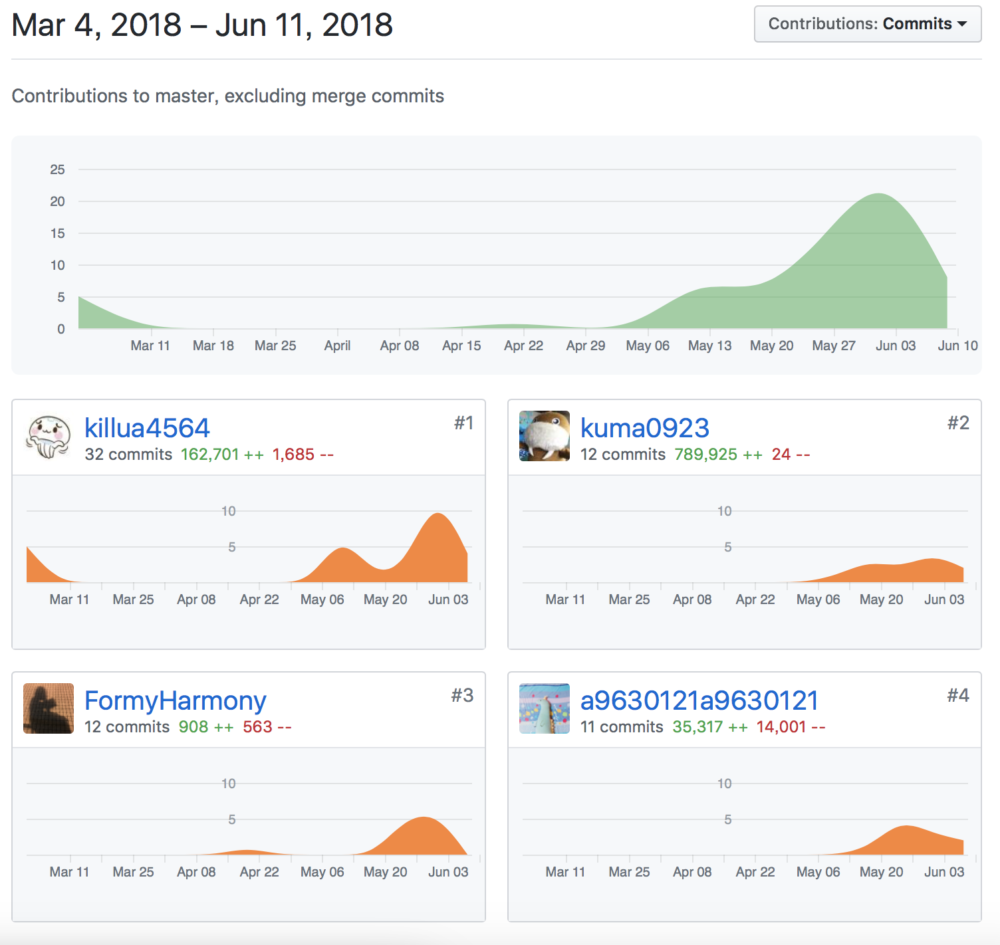 Mar 4, 2018 – Jun 11, 2018
Contributions: Commits
Contributions to master, excluding merge commits
25
20
15
10
5
0
Mar 11 Mar 18 Mar 25 April Apr 08 Apr 15 Apr 22 Apr 29 May 06 May 13 May 20 May 27 Jun 03 Jun 10
killua4564 #1
32 commits 162,701 ++ 1,685 --
10
5
Mar 11 Mar 25 Apr 08 Apr 22 May 06 May 20 Jun 03
kuma0923 #2
12 commits 789,925 ++ 24 --
10
5
Mar 11 Mar 25 Apr 08 Apr 22 May 06 May 20 Jun 03
FormyHarmony #3
12 commits 908 ++ 563 --
10
5
Mar 11 Mar 25 Apr 08 Apr 22 May 06 May 20 Jun 03
a9630121a9630121 #4
11 commits 35,317 ++ 14,001 --
10
5
Mar 11 Mar 25 Apr 08 Apr 22 May 06 May 20 Jun 03